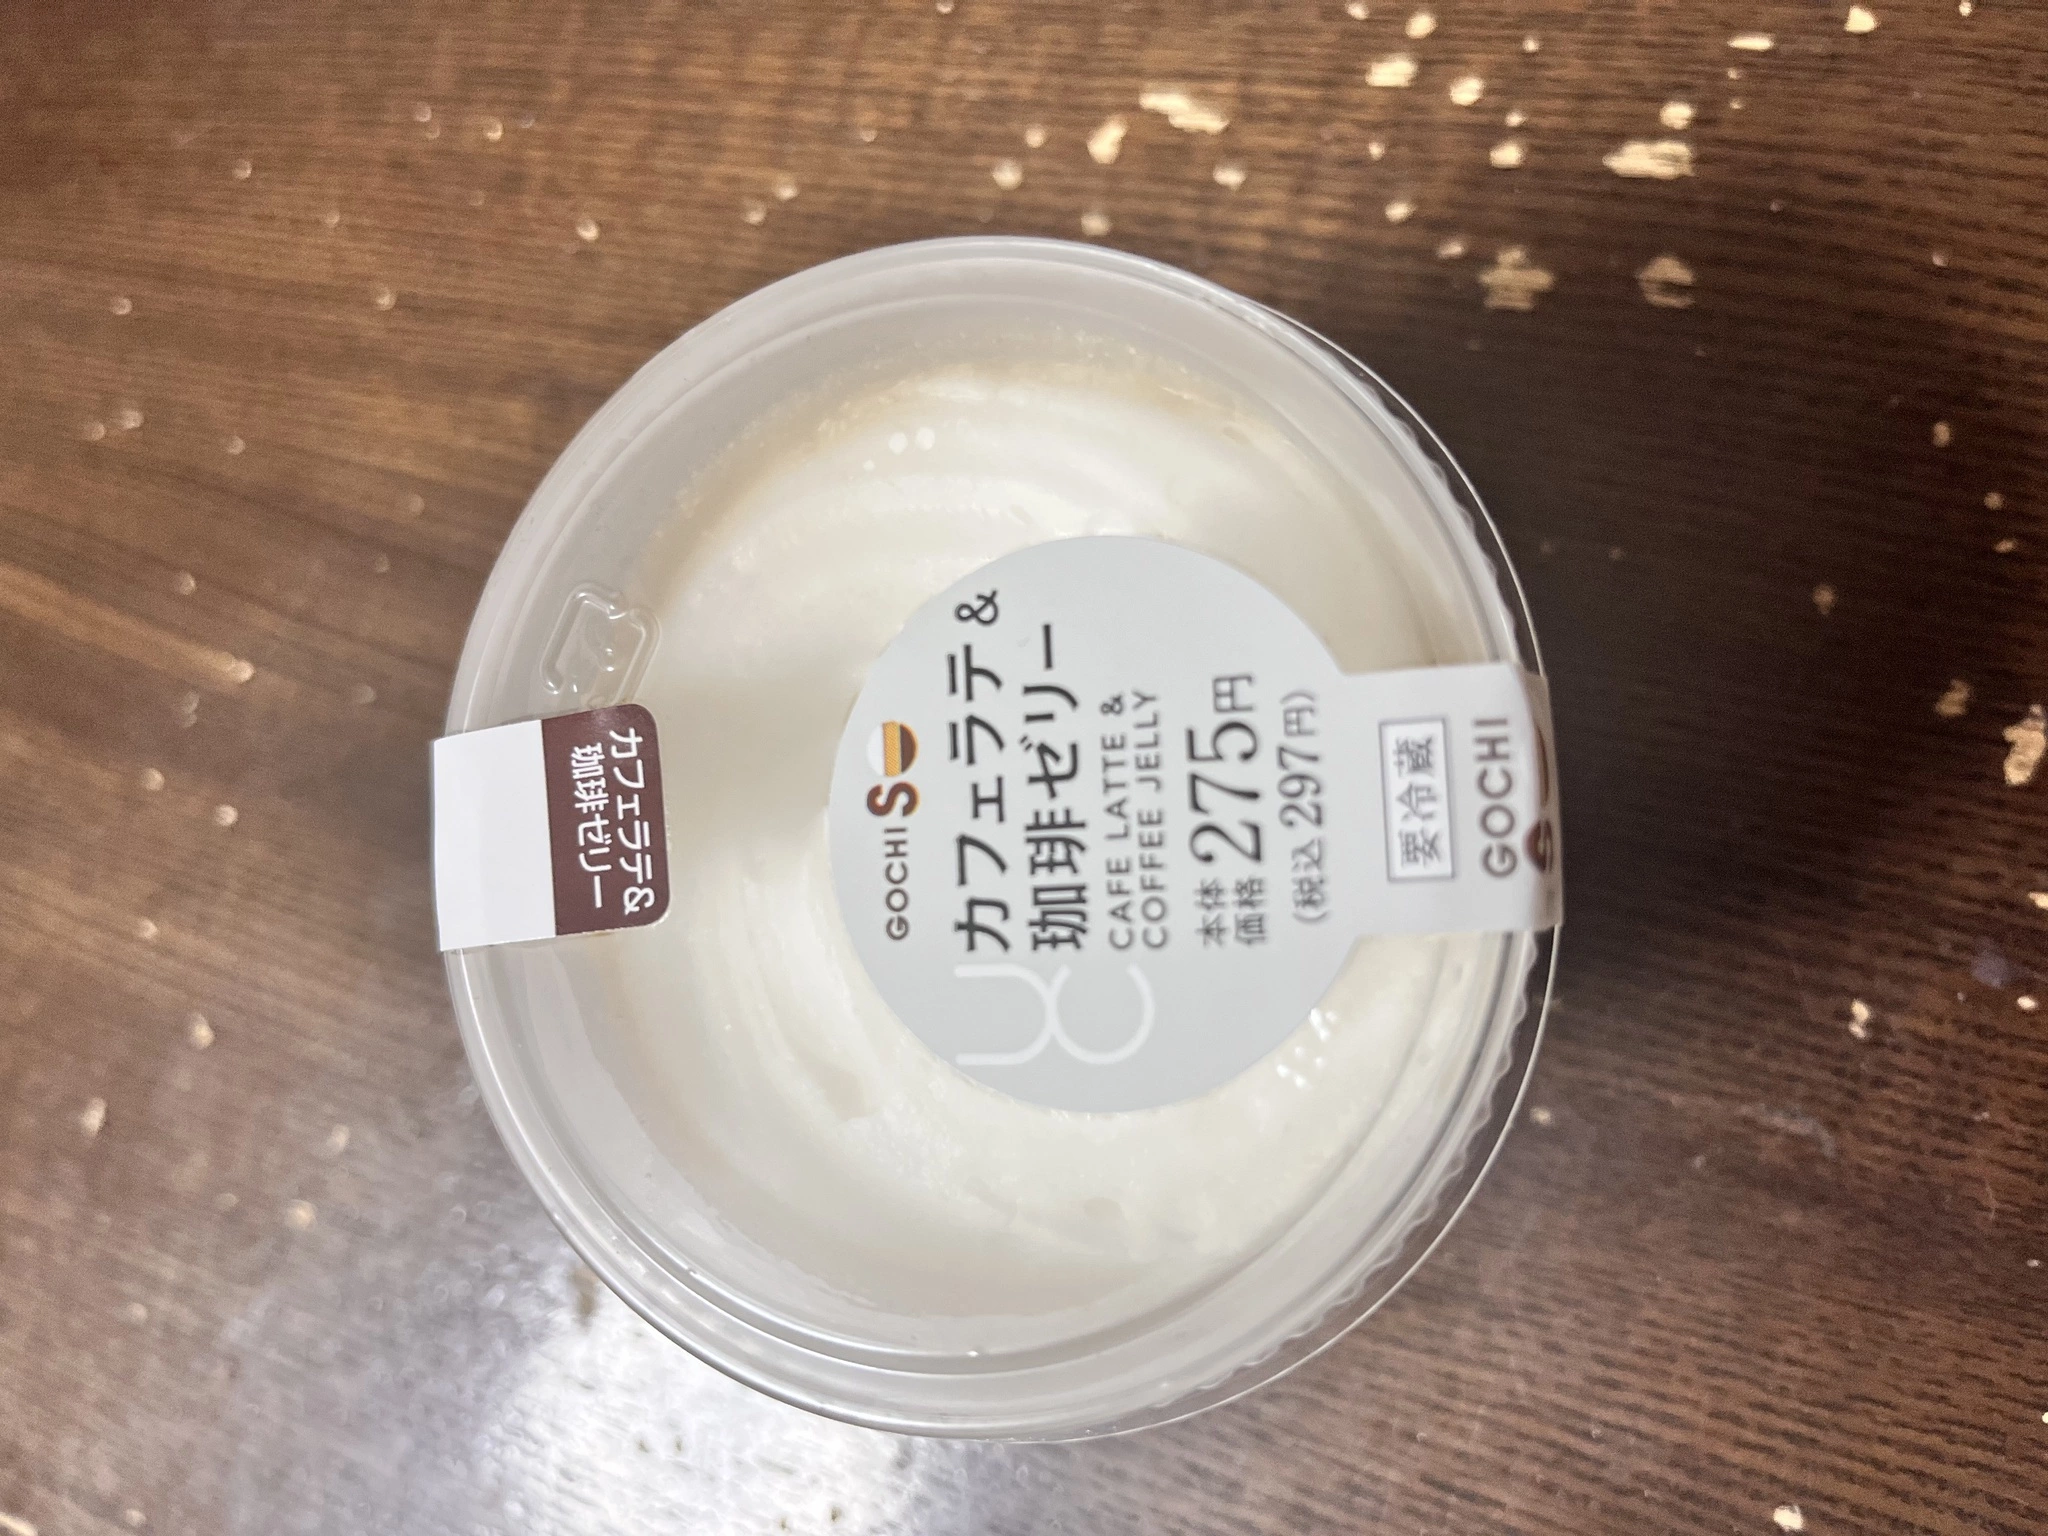 GOCHI S
カフェラテ&
珈琲ゼリー
CAFE LATTE &
COFFEE JELLY
本体
価格 275円
(税込 297円)
要冷蔵
GOCHI
S
カフェラテ&
珈琲ゼリー